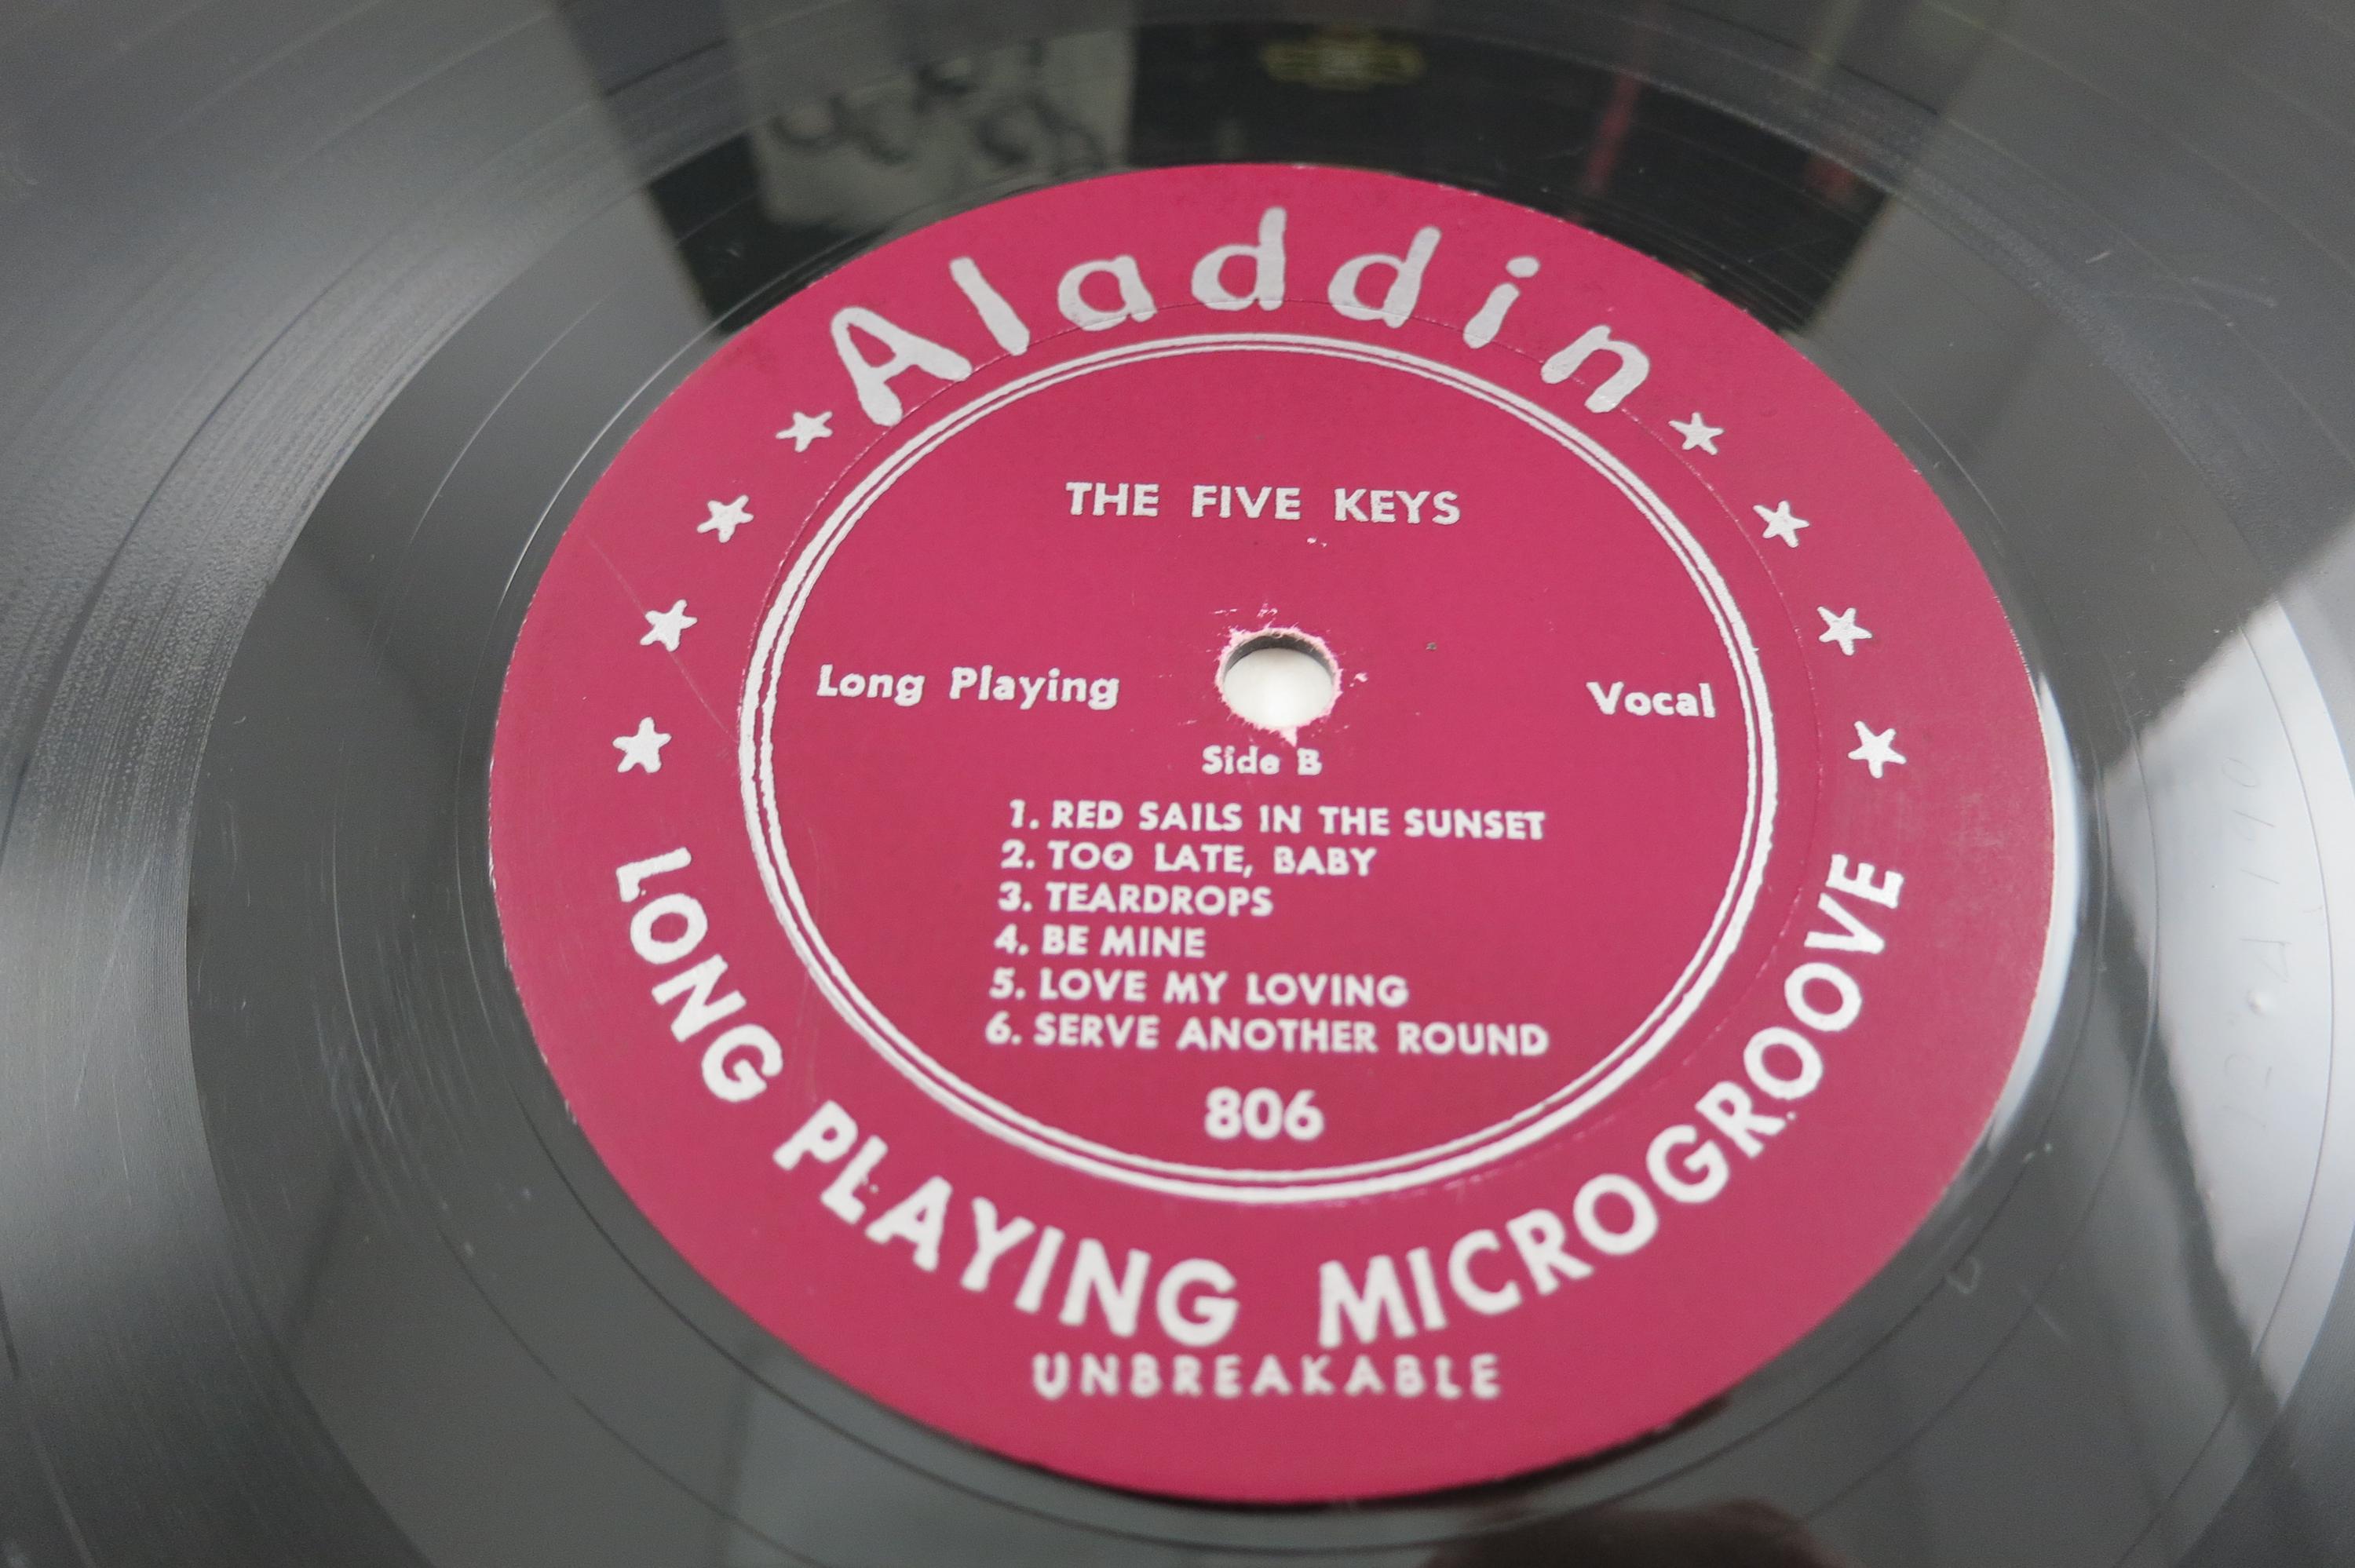 Aladdin
THE FIVE KEYS
Long Playing
Vocal
Side B
1. RED SAILS IN THE SUNSET
2. TOO LATE, BABY
3. TEARDROPS
4. BE MINE
5. LOVE MY LOVING
6. SERVE ANOTHER ROUND
806
LONG PLAYING MICROGROOVE
UNBREAKABLE